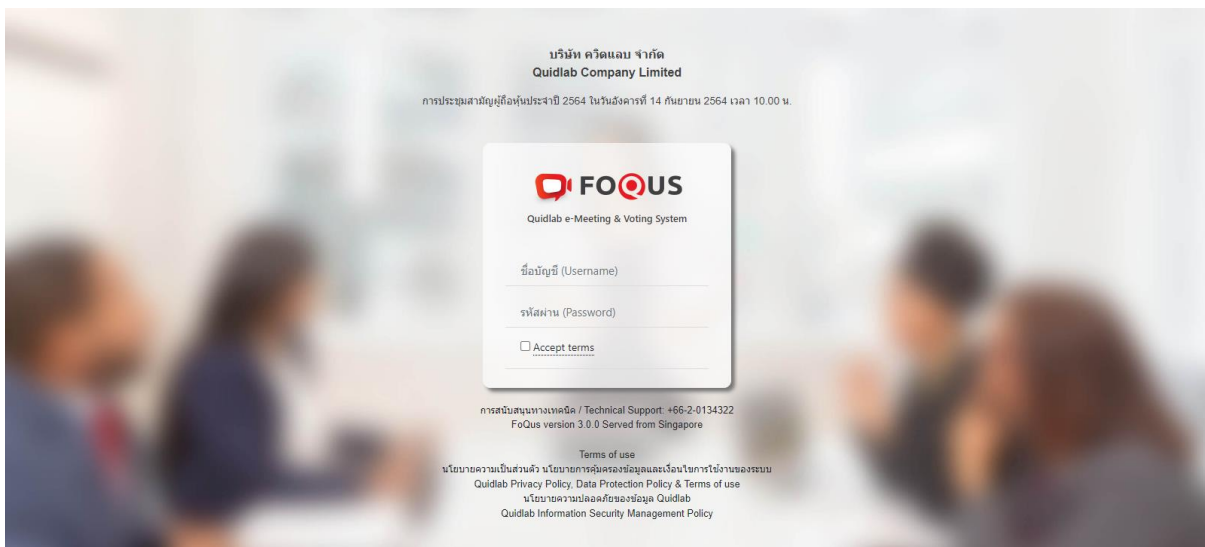 บริษัท ควิดแลบ จำกัด
Quidlab Company Limited
การประชุมสามัญผู้ถือหุ้นประจำปี 2564 ในวันอังคารที่ 14 กันยายน 2564 เวลา 10.00 น.
FOQUS
Quidlab e-Meeting & Voting System
ชื่อบัญชี (Username)
รหัสผ่าน (Password)
Accept terms
การสนับสนุนทางเทคนิค / Technical Support: +66-2-0134322
FoQus version 3.0.0 Served from Singapore
Terms of use
นโยบายความเป็นส่วนตัว นโยบายการคุ้มครองข้อมูลและเงื่อนไขการใช้งานของระบบ
Quidlab Privacy Policy, Data Protection Policy & Terms of use
นโยบายความปลอดภัยของข้อมูล Quidlab
Quidlab Information Security Management Policy